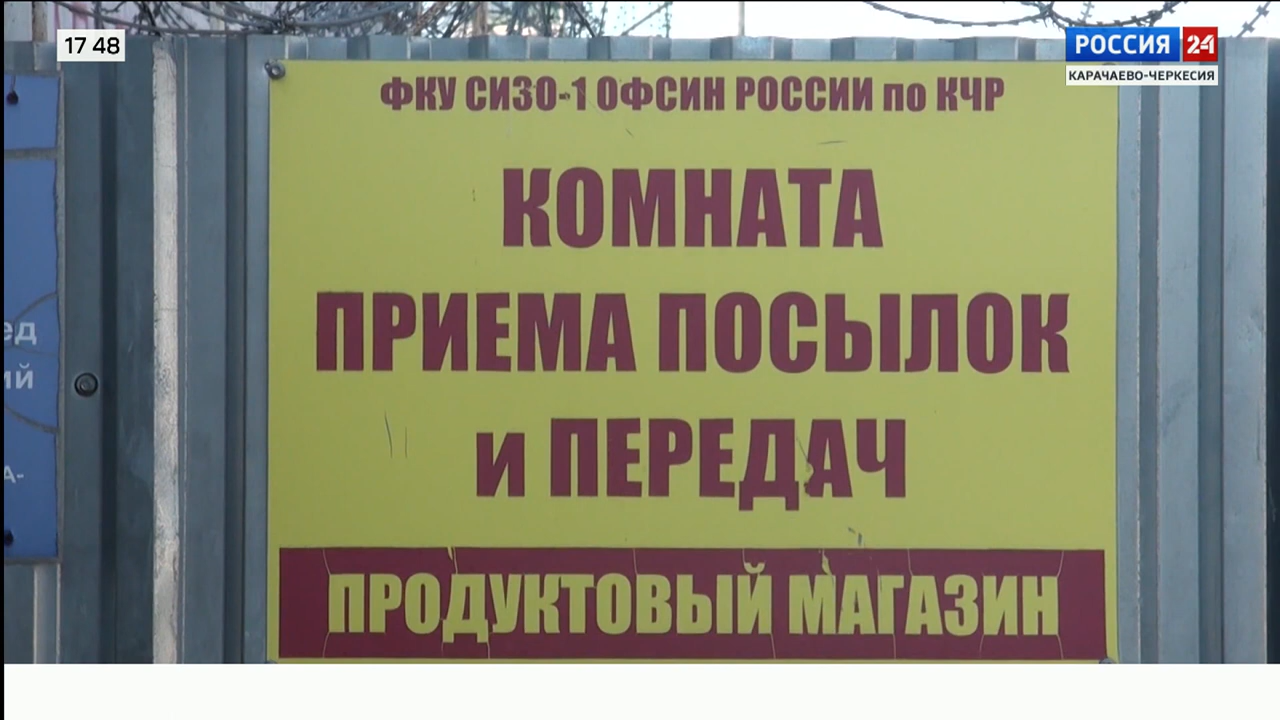 17 48
РОССИЯ 24
КАРАЧАЕВО-ЧЕРКЕСИЯ
ФКУ СИЗО-1 ОФСИН РОССИИ по КЧР
КОМНАТА
ПРИЕМА ПОСЫЛОК
и ПЕРЕДАЧ
ПРОДУКТОВЫЙ МАГАЗИН